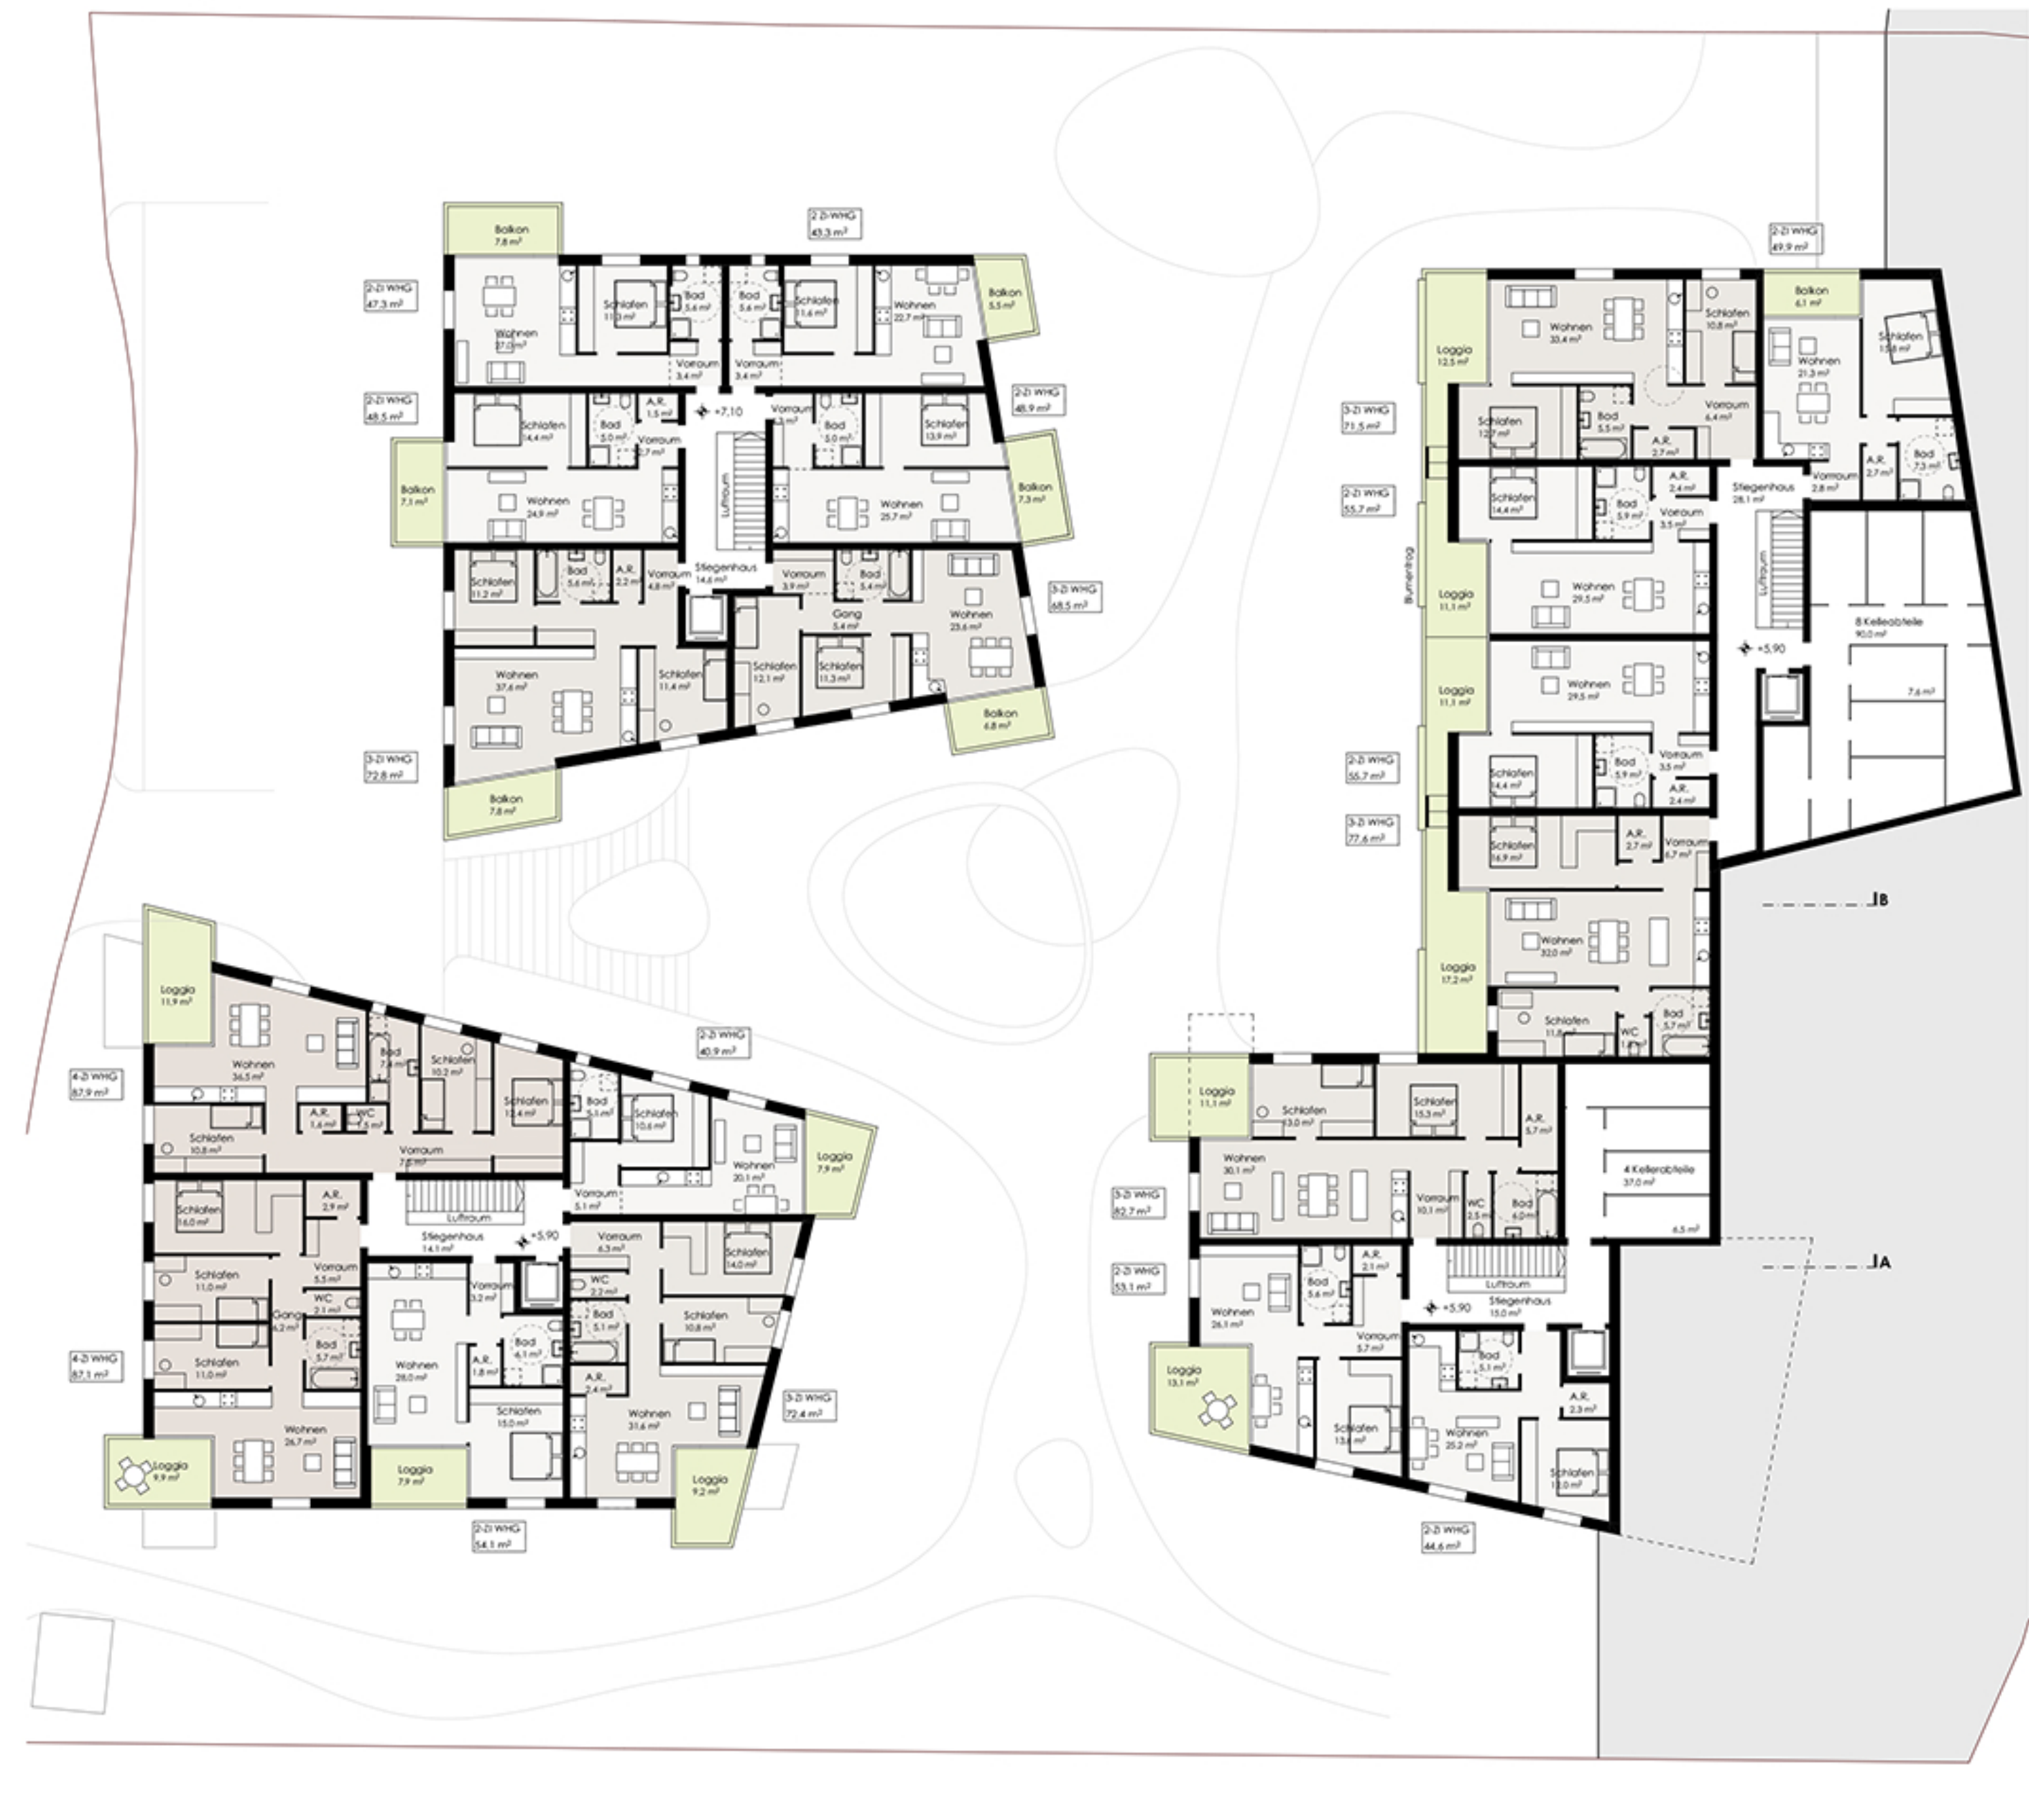 Balkon
7.8 m²
2 ZI-WHG
43.3 m²
2-ZI WHG
47.3 m²
Wohnen
27.0 m²
Schlafen
Bad
5.6 m²
Bad
5.6 m²
Schlafen
11.6 m²
Wohnen
22.7 m²
Balkon
5.5 m²
Vorraum
3.4 m²
Vorraum
3.4 m²
2-ZI WHG
48.5 m²
Schlafen
14.4 m²
Bad
5.0 m²
A.R.
1.5 m²
Vorraum
2.7 m²
+7,10
Vorraum
Bad
5.0 m²
Schlafen
13.9 m²
2-ZI WHG
48.9 m²
Balkon
7.1 m²
Wohnen
24.9 m²
Luftraum
Wohnen
25.7 m²
Balkon
7.3 m²
Schlafen
11.2 m²
Bad
5.6 m²
A.R.
2.2 m²
Vorraum
4.8 m²
Stiegenhaus
14.6 m²
Vorraum
3.9 m²
Bad
5.4 m²
Gang
5.4 m²
Wohnen
23.6 m²
3-ZI WHG
68.5 m²
Wohnen
37.6 m²
Schlafen
11.4 m²
Schlafen
12.1 m²
Schlafen
11.3 m²
Balkon
6.8 m²
3-ZI WHG
72.8 m²
Balkon
7.8 m²
2-ZI WHG
49.9 m²
Loggia
12.5 m²
Wohnen
33.4 m²
Schlafen
10.8 m²
Balkon
6.1 m²
Wohnen
21.3 m²
Schlafen
3-ZI WHG
71.5 m²
Schlafen
Bad
5.5 m²
Vorraum
6.4 m²
A.R.
2.7 m²
A.R.
2.7 m²
Bad
7.3 m²
Vorraum
2.8 m²
2-ZI WHG
55.7 m²
Schlafen
14.4 m²
Bad
5.9 m²
A.R.
2.4 m²
Vorraum
3.5 m²
Stiegenhaus
28.1 m²
Luftraum
Blumentrog
Loggia
11.1 m²
Wohnen
29.5 m²
8 Kelleabteile
90.0 m²
+5,90
7.6 m²
Loggia
11.1 m²
Wohnen
29.5 m²
2-ZI WHG
55.7 m²
Schlafen
14.4 m²
Bad
5.9 m²
Vorraum
3.5 m²
A.R.
2.4 m²
3-ZI WHG
77.6 m²
Schlafen
16.9 m²
A.R.
2.7 m²
Vorraum
6.7 m²
Loggia
17.2 m²
Wohnen
32.0 m²
Schlafen
11.8 m²
WC
Bad
5.7 m²
B
Loggia
11.9 m²
Wohnen
36.5 m²
Bad
7.4 m²
Schlafen
10.2 m²
Schlafen
12.4 m²
4-ZI WHG
87.9 m²
Schlafen
10.8 m²
A.R.
1.6 m²
WC
1.5 m²
Vorraum
2-ZI WHG
40.9 m²
Bad
5.1 m²
Schlafen
10.6 m²
Wohnen
20.1 m²
Loggia
7.9 m²
Vorraum
5.1 m²
Schlafen
16.0 m²
A.R.
2.9 m²
Luftraum
Stiegenhaus
14.1 m²
+5,90
Vorraum
6.3 m²
Schlafen
14.0 m²
Schlafen
11.0 m²
Vorraum
5.5 m²
WC
2.1 m²
Gang
6.2 m²
Vorraum
3.2 m²
WC
2.2 m²
Bad
5.1 m²
Schlafen
10.8 m²
4-ZI WHG
87.1 m²
Schlafen
11.0 m²
Bad
5.7 m²
Wohnen
28.0 m²
A.R.
1.8 m²
Bad
6.1 m²
A.R.
2.4 m²
3-ZI WHG
72.4 m²
Wohnen
26.7 m²
Schlafen
15.0 m²
Wohnen
31.6 m²
Loggia
9.9 m²
Loggia
7.9 m²
Loggia
9.2 m²
2-ZI WHG
54.1 m²
Loggia
11.1 m²
Schlafen
13.0 m²
Schlafen
15.3 m²
A.R.
5.7 m²
4 Kellerabteile
37.0 m²
6.5 m²
Wohnen
30.1 m²
3-ZI WHG
82.7 m²
Vorraum
10.1 m²
WC
2.5 m²
Bad
6.0 m²
2-ZI WHG
53.1 m²
Wohnen
26.1 m²
Bad
5.6 m²
A.R.
2.1 m²
Luftraum
Stiegenhaus
15.0 m²
+5,90
A
Vorraum
5.7 m²
Loggia
13.1 m²
Bad
5.1 m²
A.R.
2.3 m²
Schlafen
Wohnen
25.2 m²
Schlafen
2-ZI WHG
44.6 m²